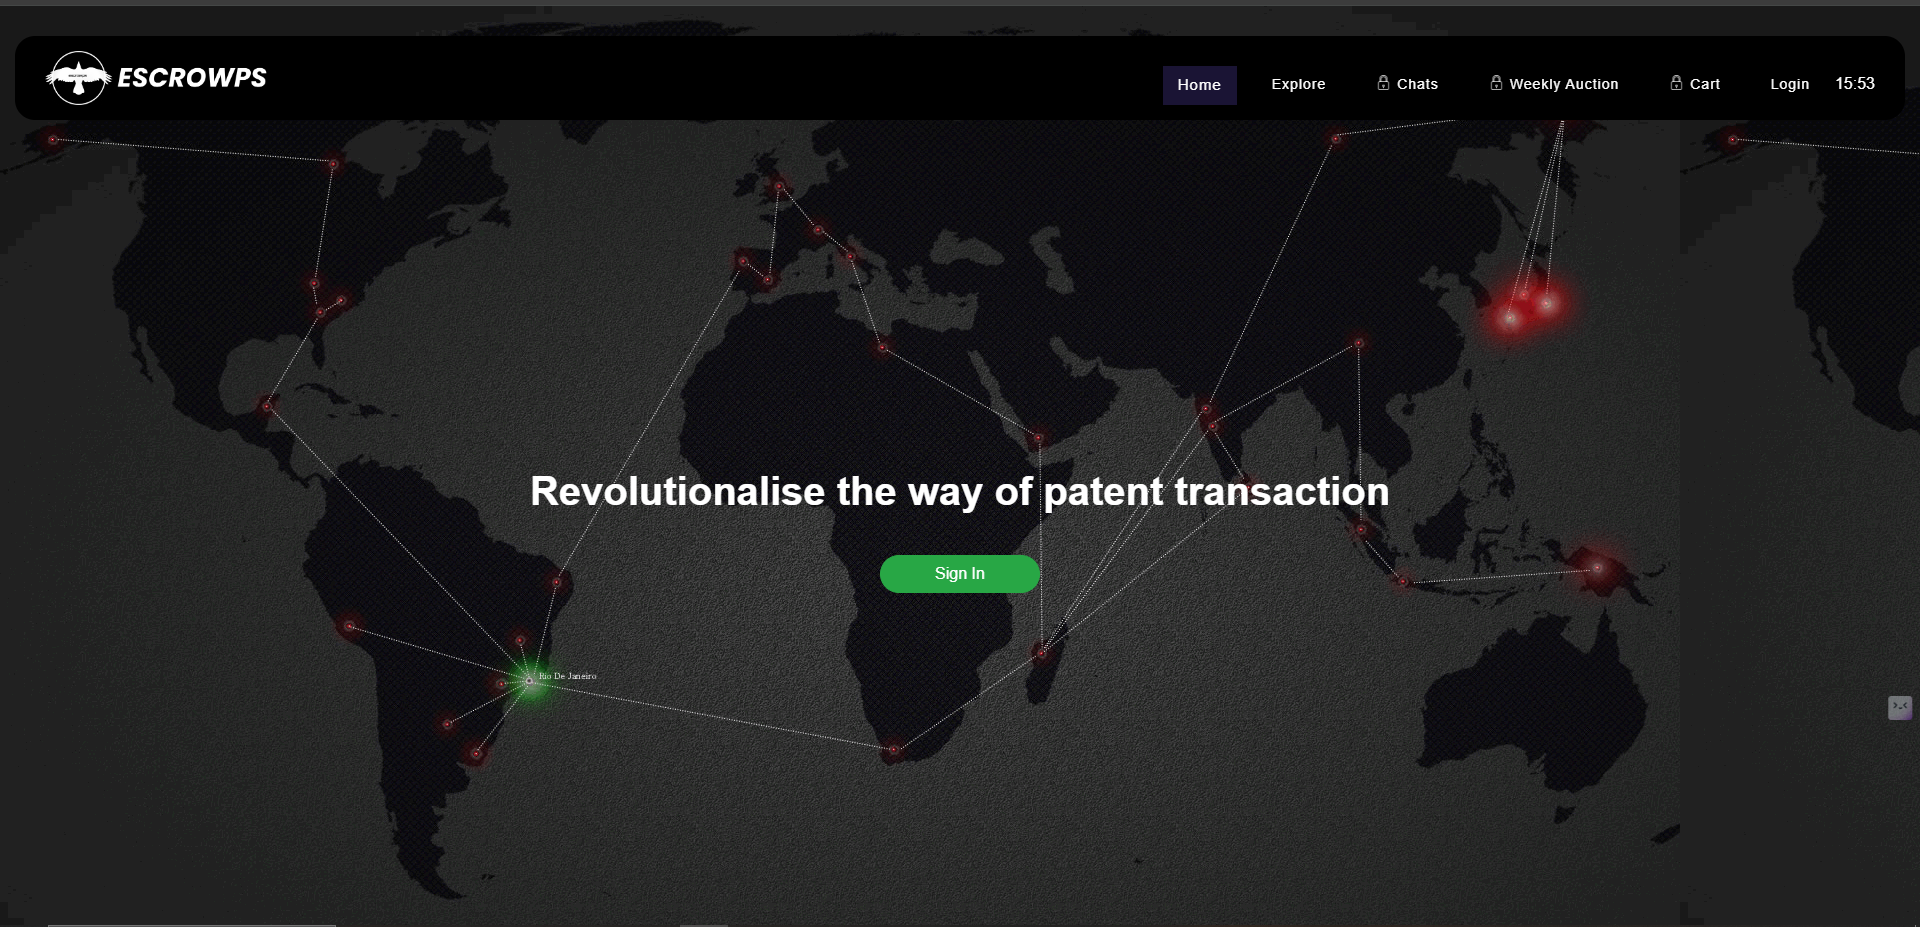 ESCROWPS
Home
Explore
Chats
Weekly Auction
Cart
Login
15:53
Revolutionalise the way of patent transaction
Sign In
Rio De Janeiro